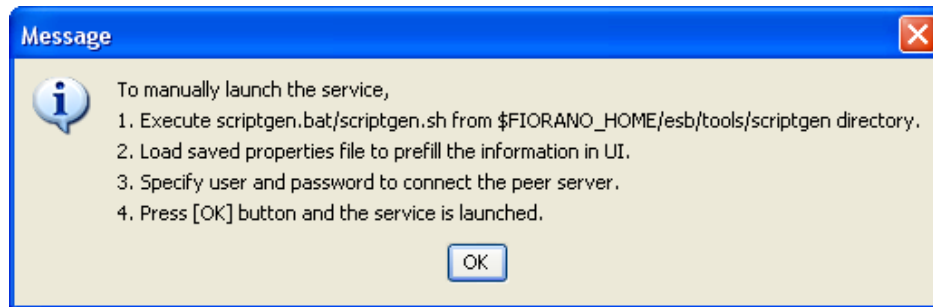 Message
To manually launch the service,
1. Execute scriptgen.bat/scriptgen.sh from $FIORANO_HOME/esb/tools/scriptgen directory.
2. Load saved properties file to prefill the information in UI.
3. Specify user and password to connect the peer server.
4. Press [OK] button and the service is launched.
OK